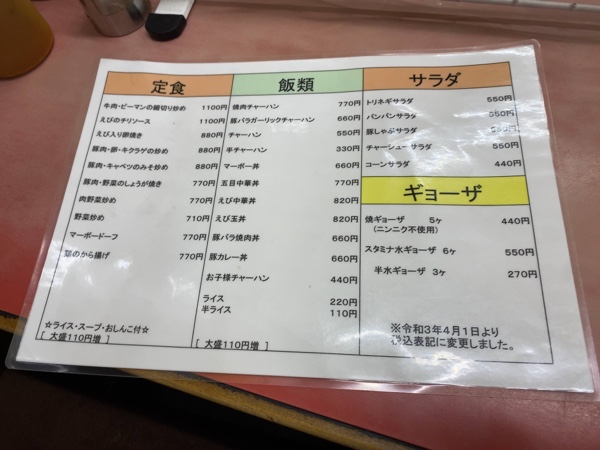 定食
牛肉・ピーマンの細切り炒め 1100円
えびのチリソース 1100円
えび入り卵焼き 880円
豚肉・卵・キクラゲの炒め 880円
豚肉・キャベツのみそ炒め 880円
豚肉・野菜のしょうが焼き 770円
肉野菜炒め 770円
野菜炒め 710円
マーボードーフ 770円
鶏のから揚げ 770円
☆ライス・スープ・おしんこ付☆
[ 大盛110円増 ]
飯類
焼肉チャーハン 770円
豚バラガーリックチャーハン 660円
チャーハン 550円
半チャーハン 330円
マーボー丼 660円
五目中華丼 770円
えび中華丼 820円
えび玉丼 820円
豚バラ焼肉丼 660円
豚カレー丼 660円
お子様チャーハン 440円
ライス 220円
半ライス 110円
[ 大盛110円増 ]
サラダ
トリネギサラダ 550円
バンバンサラダ 550円
豚しゃぶサラダ 550円
チャーシューサラダ 550円
コーンサラダ 440円
ギョーザ
焼ギョーザ 5ヶ 440円
(ニンニク不使用)
スタミナ水ギョーザ 6ヶ 550円
半水ギョーザ 3ヶ 270円
※令和3年4月1日より
税込表記に変更しました。